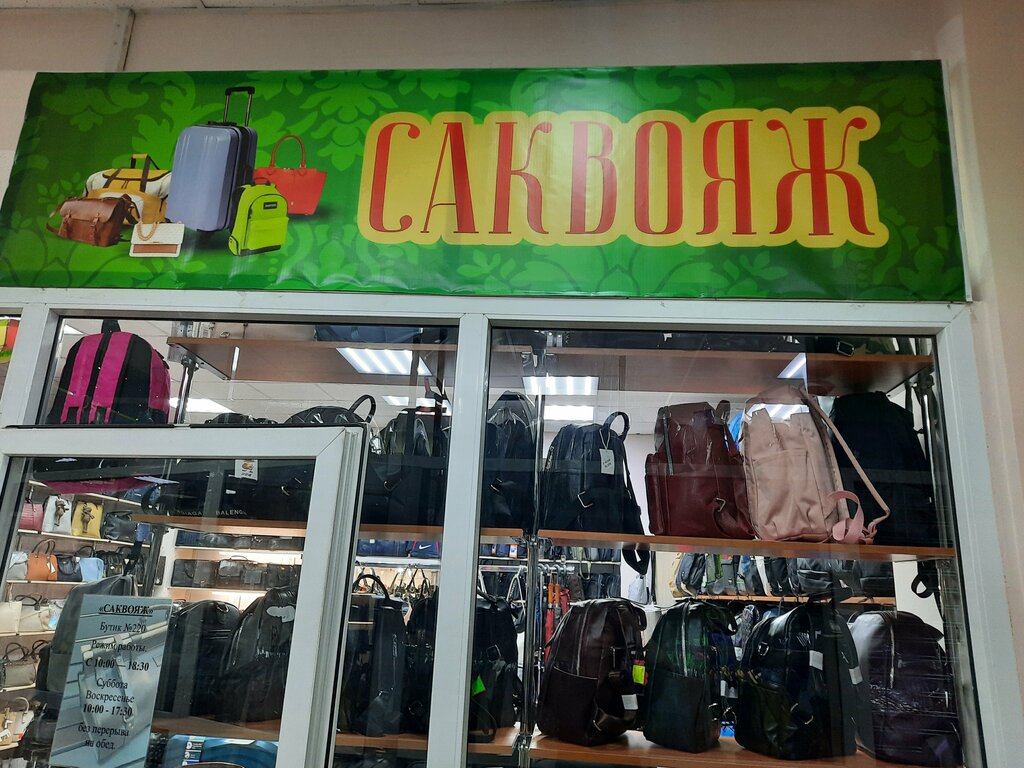 САКВОЯЖ
BALENC
«САКВОЯЖ»
Бутик №220
Режим работы.
С 10:00 — 18:30
Суббота
Воскресенье
10:00 - 17:30
без перерыва
на обед.